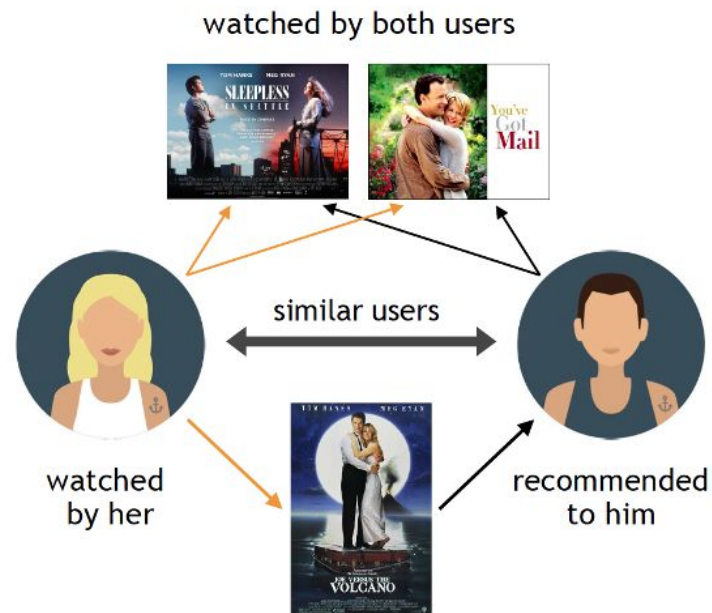 watched by both users
TOM HANKS MEG RYAN
SLEEPLESS
IN SEATTLE
You've
Got
Mail
similar users
TOM HANKS MEG RYAN
watched
by her
recommended
to him
JOE VERSUS THE
VOLCANO